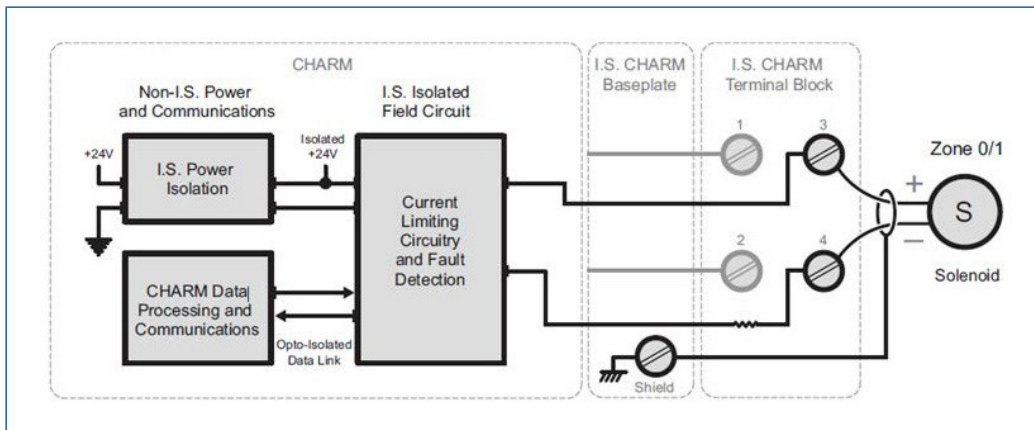 CHARM
I.S. CHARM
Baseplate
I.S. CHARM
Terminal Block
Non-I.S. Power
and Communications
I.S. Isolated
Field Circuit
+24V
I.S. Power
Isolation
Isolated
+24V
Current
Limiting
Circuitry
and Fault
Detection
CHARM Data
Processing and
Communications
Opto-Isolated
Data Link
1
3
2
4
Shield
Zone 0/1
+
S
−
Solenoid